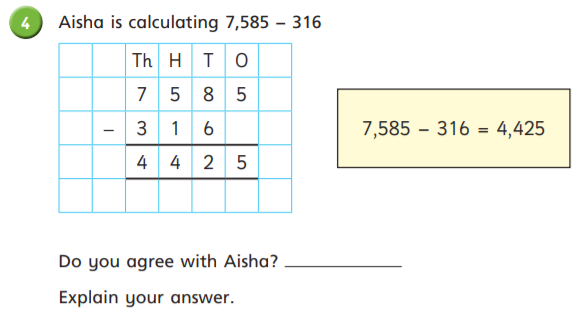 4 Aisha is calculating 7,585 – 316
Th H T O
7 5 8 5
– 3 1 6
4 4 2 5
7,585 – 316 = 4,425
Do you agree with Aisha? ____________
Explain your answer.